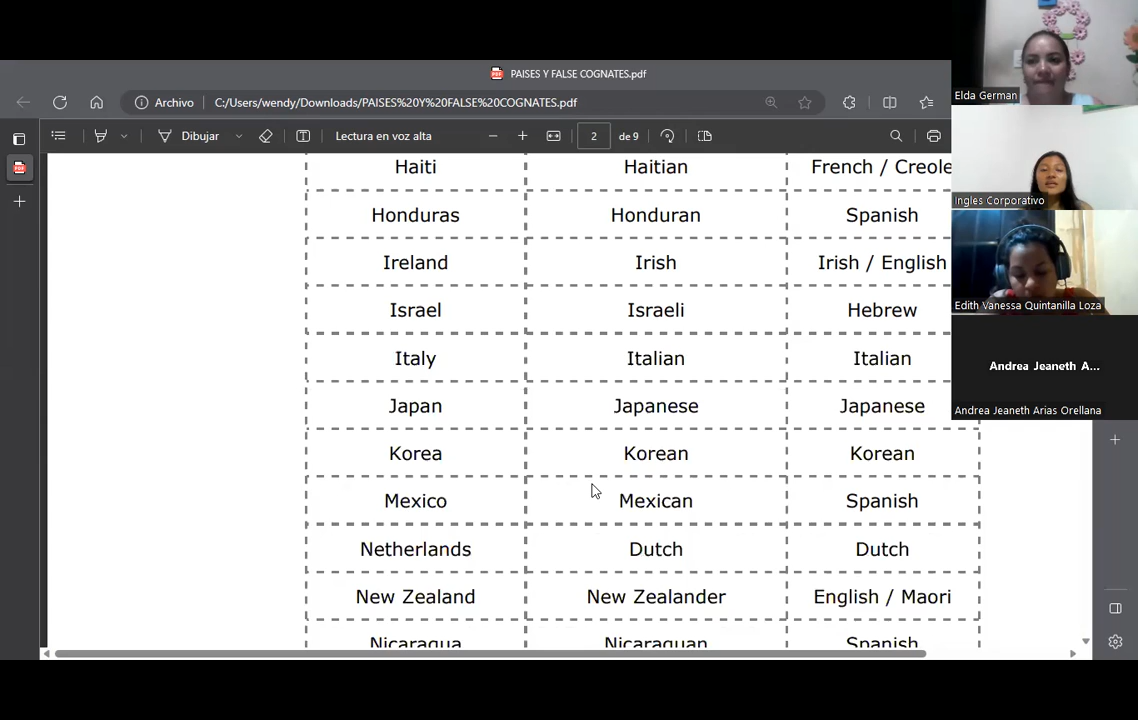 PAISES Y FALSE COGNATES.pdf
Archivo C:/Users/wendy/Downloads/PAISES%20Y%20FALSE%20COGNATES.pdf
Dibujar Lectura en voz alta 2 de 9
Haiti Haitian French / Creole
Honduras Honduran Spanish
Ireland Irish Irish / English
Israel Israeli Hebrew
Italy Italian Italian
Japan Japanese Japanese
Korea Korean Korean
Mexico Mexican Spanish
Netherlands Dutch Dutch
New Zealand New Zealander English / Maori
Nicaragua Nicaraguan Spanish
Elda German
Ingles Corporativo
Edith Vanessa Quintanilla Loza
Andrea Jeaneth A...
Andrea Jeaneth Arias Orellana